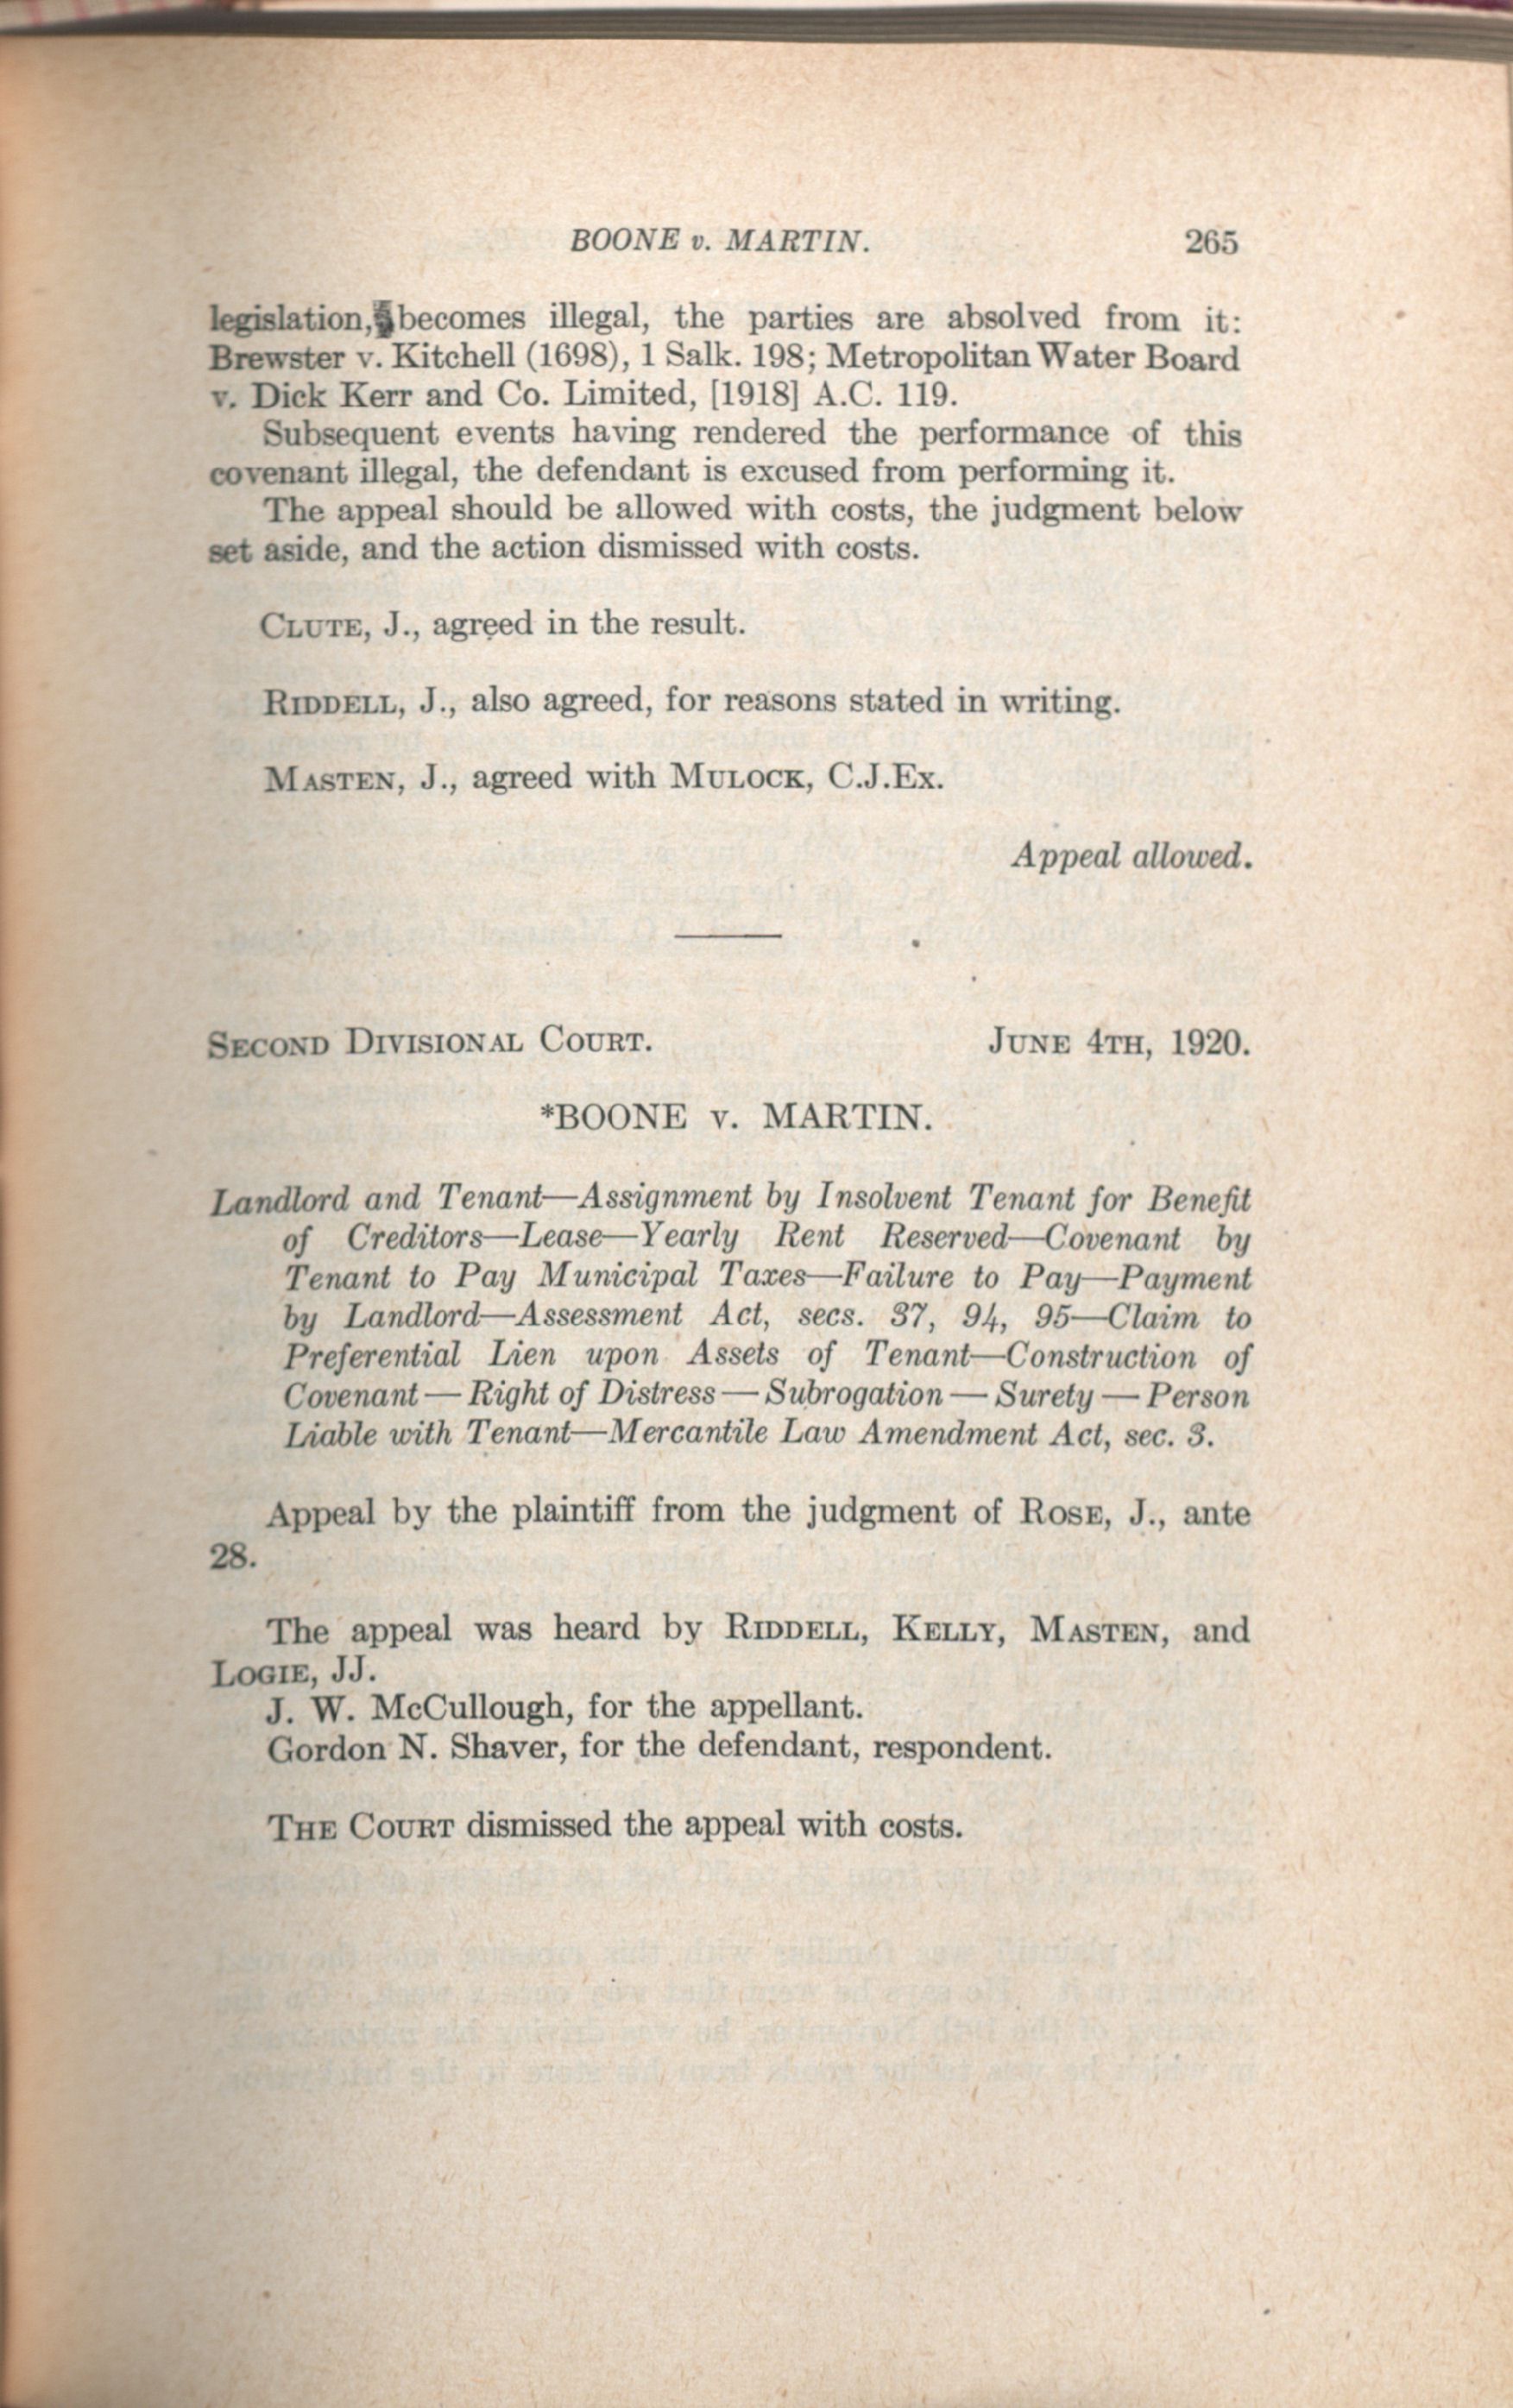 BOONE v. MARTIN. 265
legislation, becomes illegal, the parties are absolved from it:
Brewster v. Kitchell (1698), 1 Salk. 198; Metropolitan Water Board
v. Dick Kerr and Co. Limited, [1918] A.C. 119.
Subsequent events having rendered the performance of this
covenant illegal, the defendant is excused from performing it.
The appeal should be allowed with costs, the judgment below
set aside, and the action dismissed with costs.
CLUTE, J., agreed in the result.
RIDDELL, J., also agreed, for reasons stated in writing.
MASTEN, J., agreed with MULOCK, C.J.Ex.
Appeal allowed.
SECOND DIVISIONAL COURT. JUNE 4TH, 1920.
*BOONE v. MARTIN.
Landlord and Tenant—Assignment by Insolvent Tenant for Benefit
of Creditors—Lease—Yearly Rent Reserved—Covenant by
Tenant to Pay Municipal Taxes—Failure to Pay—Payment
by Landlord—Assessment Act, secs. 37, 94, 95—Claim to
Preferential Lien upon Assets of Tenant—Construction of
Covenant—Right of Distress—Subrogation—Surety—Person
Liable with Tenant—Mercantile Law Amendment Act, sec. 3.
Appeal by the plaintiff from the judgment of ROSE, J., ante
28.
The appeal was heard by RIDDELL, KELLY, MASTEN, and
LOGIE, JJ.
J. W. McCullough, for the appellant.
Gordon N. Shaver, for the defendant, respondent.
THE COURT dismissed the appeal with costs.